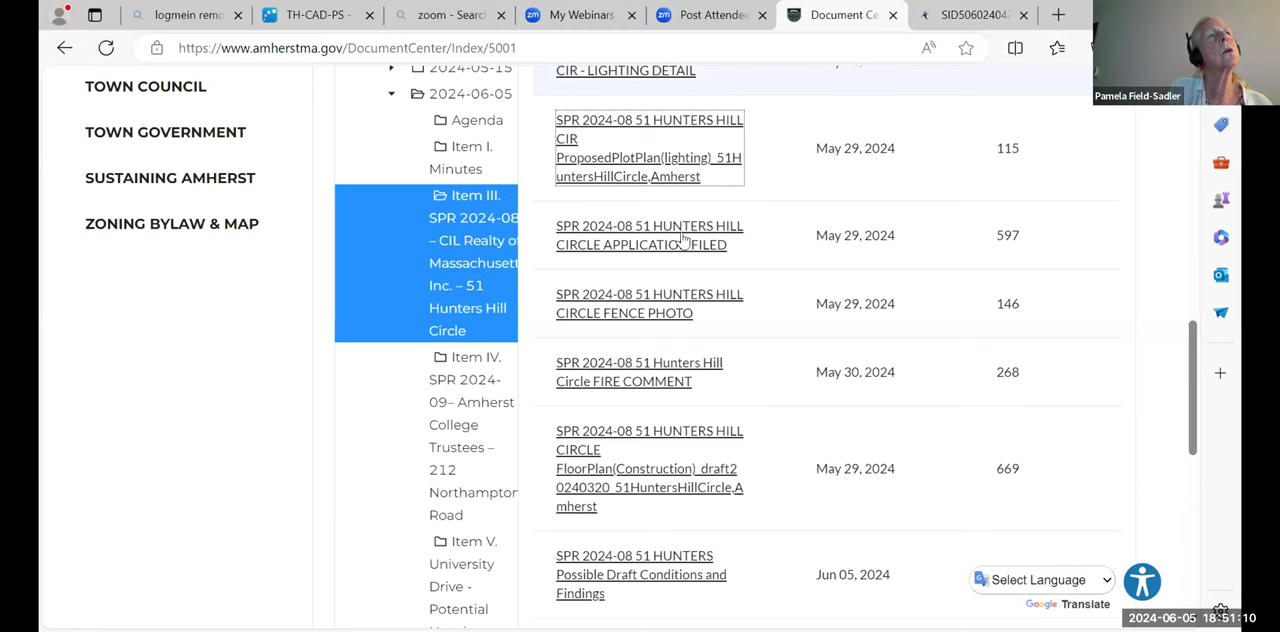 logmein remo
TH-CAD-PS -
zoom - Searc
My Webinars
Post Attendee
Document Ce
SID506024042
https://www.amherstma.gov/DocumentCenter/Index/5001
Pamela Field-Sadler
TOWN COUNCIL
TOWN GOVERNMENT
SUSTAINING AMHERST
ZONING BYLAW & MAP
2024-05-15
2024-06-05
Agenda
Item I.
Minutes
Item III.
SPR 2024-08
– CIL Realty of
Massachusett
Inc. – 51
Hunters Hill
Circle
Item IV.
SPR 2024-
09– Amherst
College
Trustees –
212
Northampton
Road
Item V.
University
Drive -
Potential
CIR - LIGHTING DETAIL
SPR 2024-08 51 HUNTERS HILL
CIR
ProposedPlotPlan(lighting)_51H
untersHillCircle,Amherst
May 29, 2024
115
SPR 2024-08 51 HUNTERS HILL
CIRCLE APPLICATION FILED
May 29, 2024
597
SPR 2024-08 51 HUNTERS HILL
CIRCLE FENCE PHOTO
May 29, 2024
146
SPR 2024-08 51 Hunters Hill
Circle FIRE COMMENT
May 30, 2024
268
SPR 2024-08 51 HUNTERS HILL
CIRCLE
FloorPlan(Construction)_draft2
0240320_51HuntersHillCircle,A
mherst
May 29, 2024
669
SPR 2024-08 51 HUNTERS
Possible Draft Conditions and
Findings
Jun 05, 2024
Select Language
Google Translate
2024-06-05 18:51:10